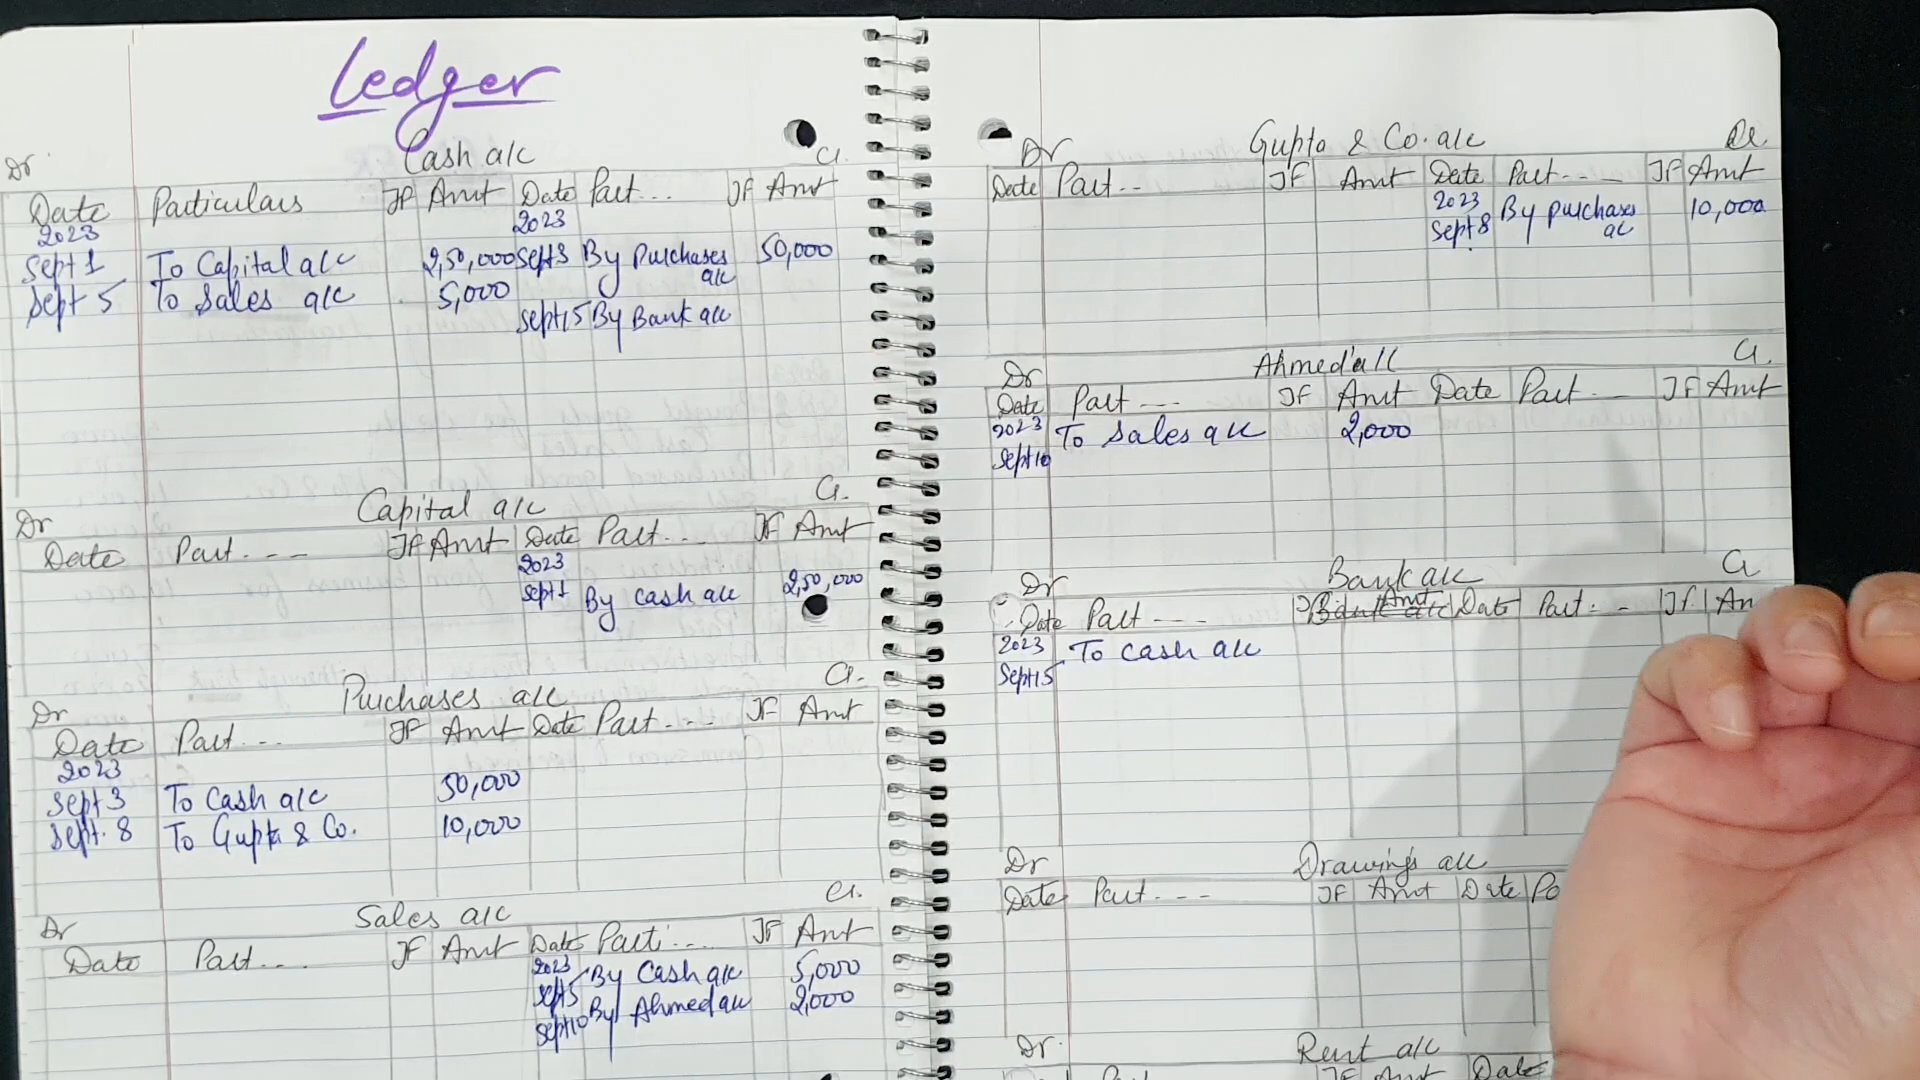 Ledger
Dr Cash a/c Cr.
Date Particulars JF Amt Date Part... JF Amt
2023 2023
Sept 1 To Capital a/c 2,50,000 Sept 3 By Purchases a/c 50,000
Sept 5 To Sales a/c 5,000
Sept 15 By Bank a/c
Dr Capital a/c Cr.
Date Part.... JF Amt Date Part.... JF Amt
2023
Sept 1 By cash a/c 2,50,000
Dr Purchases a/c Cr.
Date Part.... JF Amt Date Part.... JF Amt
2023
Sept 3 To Cash a/c 50,000
Sept. 8 To Gupta & Co. 10,000
Dr Sales a/c Cr.
Date Part.... JF Amt Date Parti.... JF Amt
2023
Sept 5 By Cash a/c 5,000
Sept 10 By Ahmed a/c 2,000
Dr Gupta & Co. a/c
Date Part.. JF Amt Date Part.... JF Amt
2023
Sept 8 By purchases a/c 10,000
Dr Ahmed a/c Cr.
Date Part.... JF Amt Date Part.... JF Amt
2023 To Sales a/c 2,000
Sept 10
Dr Bank a/c Cr
Date Part.... JF Amt Date Part.... JF
2023 To cash a/c
Sept 15
Dr Drawings a/c
Date Part.... JF Amt Date
Dr. Rent a/c
JF Amt Date